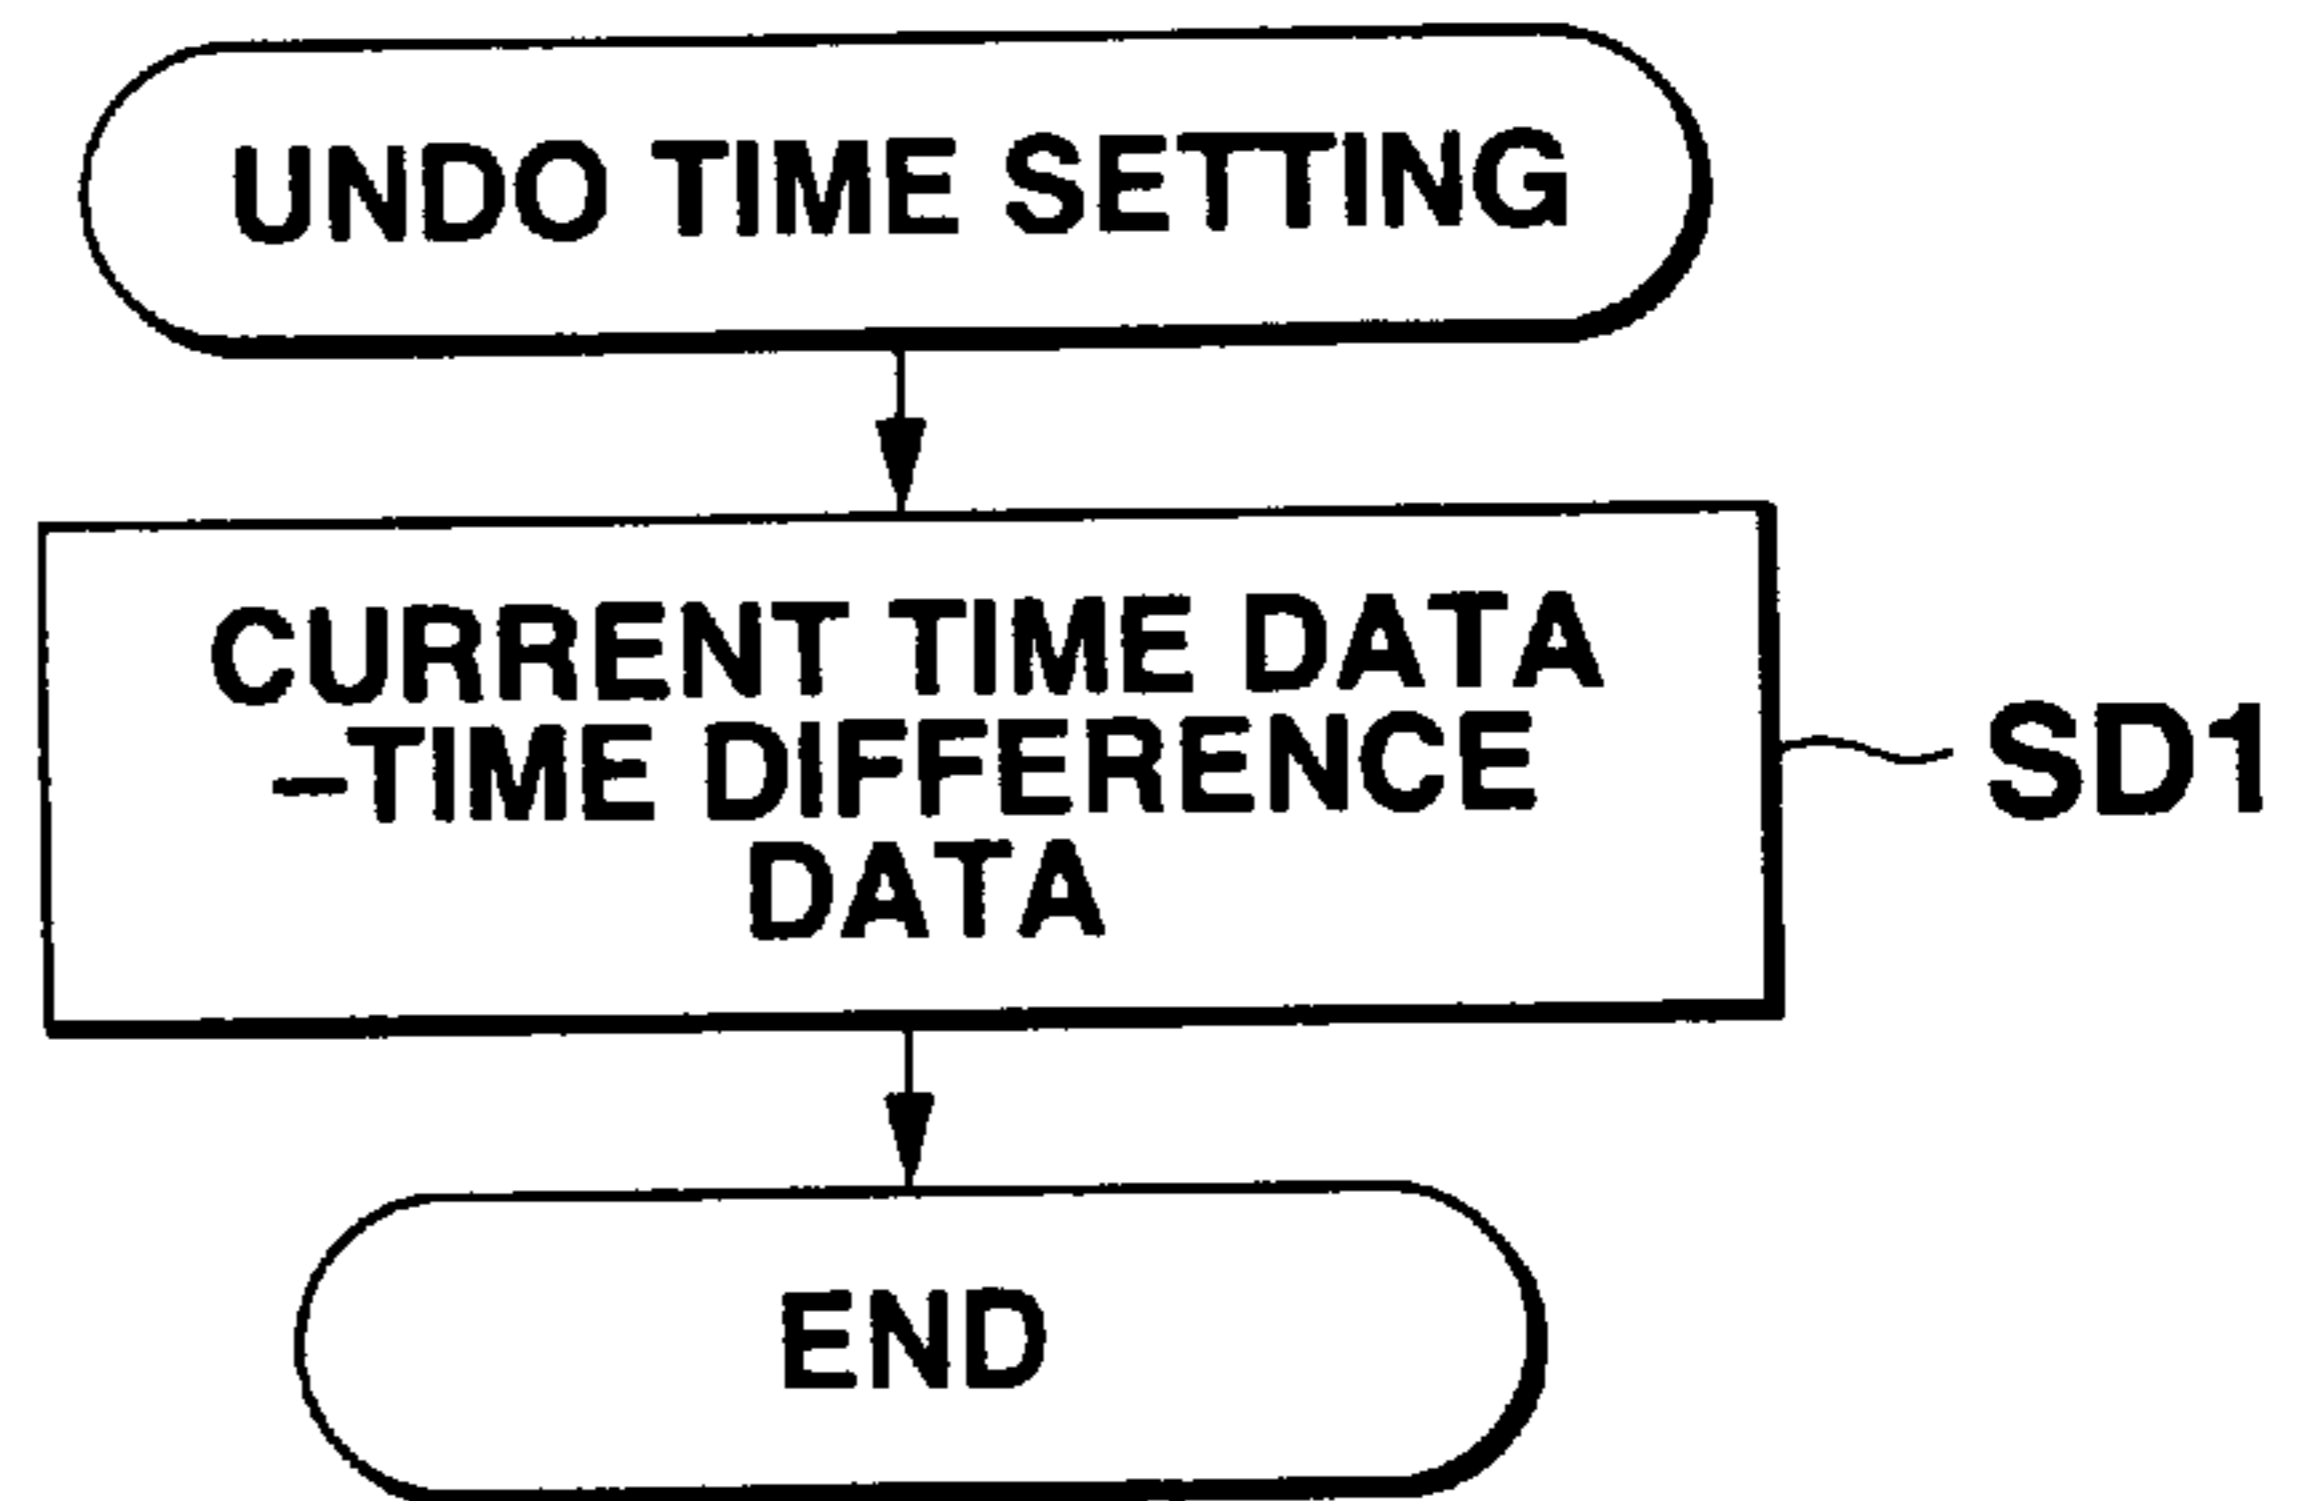 UNDO TIME SETTING
CURRENT TIME DATA
–TIME DIFFERENCE
DATA
SD1
END